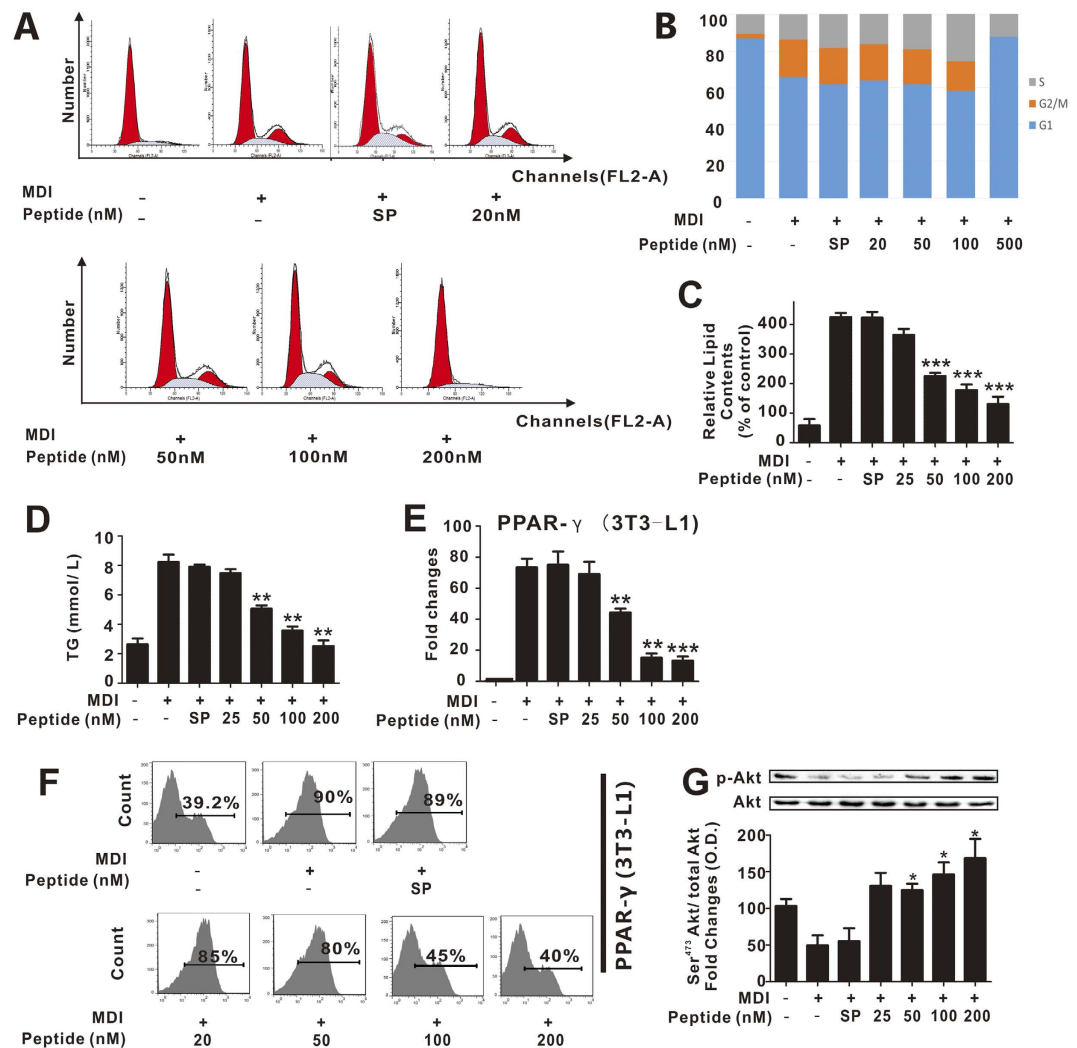 A
Number
Channels(FL2-A)
MDI - + + +
Peptide (nM) - - SP 20nM
Number
Channels(FL2-A)
MDI + + +
Peptide (nM) 50nM 100nM 200nM
B
100
80
60
40
20
0
S
G2/M
G1
MDI - + + + + + +
Peptide (nM) - - SP 20 50 100 500
C
Relative Lipid
Contents
(% of control)
400
300
200
100
0
*** *** ***
MDI - + + + + + +
Peptide (nM) - - SP 25 50 100 200
D
TG (mmol/ L)
10
8
6
4
2
0
** ** **
MDI - + + + + + +
Peptide (nM) - - SP 25 50 100 200
E
PPAR-γ (3T3-L1)
Fold changes
100
80
60
40
20
0
** ** ***
MDI - + + + + + +
Peptide (nM) - - SP 25 50 100 200
F
Count
39.2% 90% 89%
MDI - + +
Peptide (nM) - - SP
Count
85% 80% 45% 40%
MDI + + + +
Peptide (nM) 20 50 100 200
PPAR-γ (3T3-L1)
G
p-Akt
Akt
Ser473 Akt/ total Akt
Fold Changes (O.D.)
200
150
100
50
0
* * *
MDI - + + + + + +
Peptide (nM) - - SP 25 50 100 200